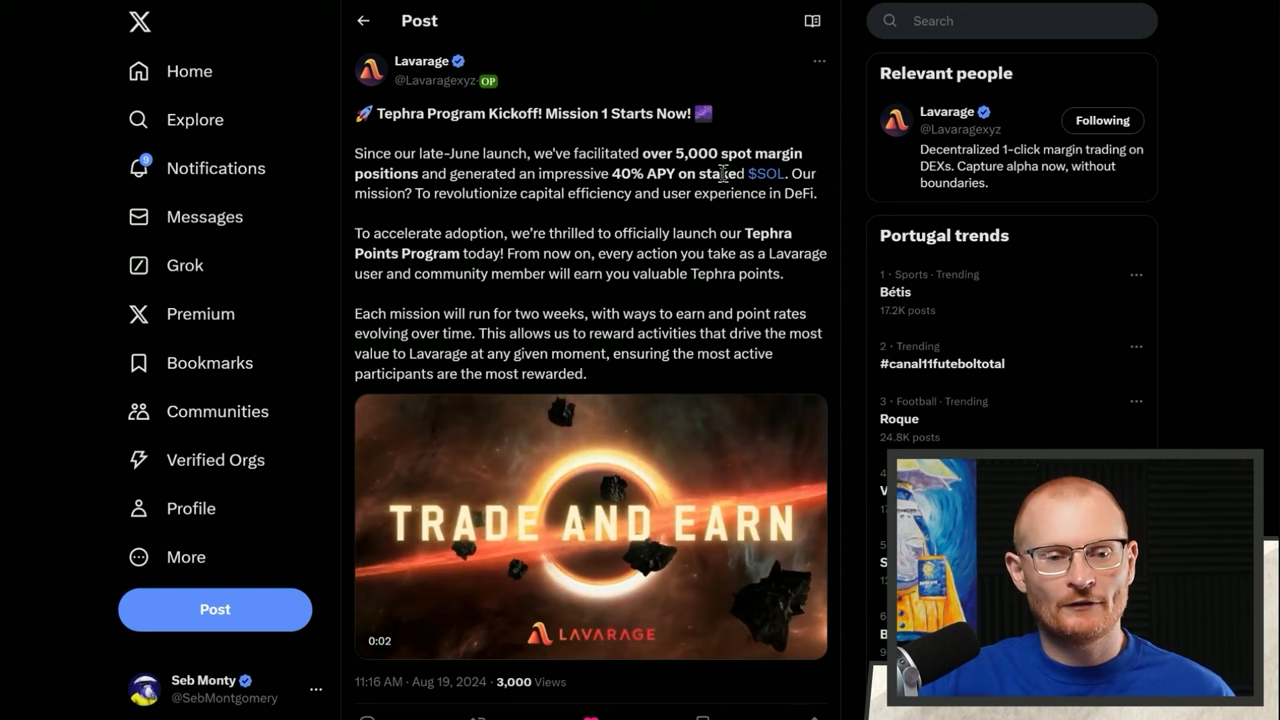 Home
Explore
9
Notifications
Messages
Grok
Premium
Bookmarks
Communities
Verified Orgs
Profile
More
Post
Seb Monty
@SebMontgomery
Post
Lavarage
@Lavaragexyz · OP
🚀 Tephra Program Kickoff! Mission 1 Starts Now! 🌌
Since our late-June launch, we've facilitated over 5,000 spot margin
positions and generated an impressive 40% APY on staked $SOL. Our
mission? To revolutionize capital efficiency and user experience in DeFi.
To accelerate adoption, we're thrilled to officially launch our Tephra
Points Program today! From now on, every action you take as a Lavarage
user and community member will earn you valuable Tephra points.
Each mission will run for two weeks, with ways to earn and point rates
evolving over time. This allows us to reward activities that drive the most
value to Lavarage at any given moment, ensuring the most active
participants are the most rewarded.
TRADE AND EARN
LAVARAGE
0:02
11:16 AM · Aug 19, 2024 · 3,000 Views
Search
Relevant people
Lavarage
Following
@Lavaragexyz
Decentralized 1-click margin trading on
DEXs. Capture alpha now, without
boundaries.
Portugal trends
1 · Sports · Trending
Bétis
17.2K posts
2 · Trending
#canal11futeboltotal
3 · Football · Trending
Roque
24.8K posts